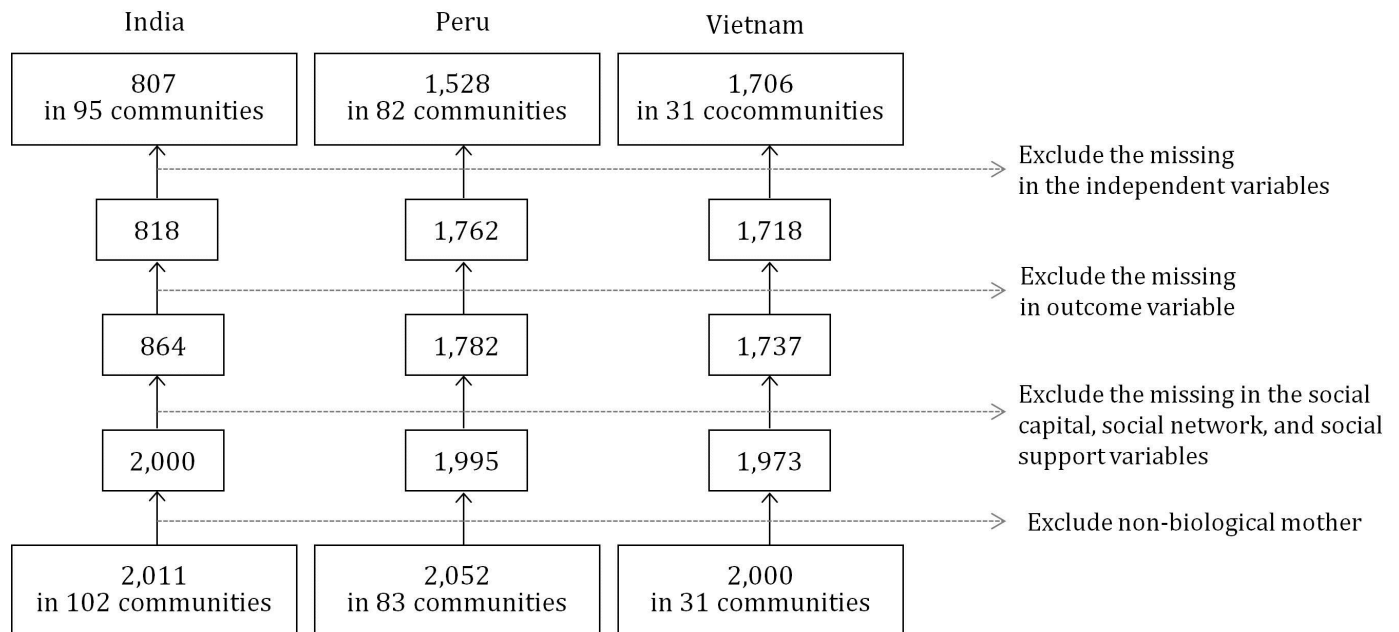 India
Peru
Vietnam
807
in 95 communities
1,528
in 82 communities
1,706
in 31 cocommunities
Exclude the missing
in the independent variables
818
1,762
1,718
Exclude the missing
in outcome variable
864
1,782
1,737
Exclude the missing in the social
capital, social network, and social
support variables
2,000
1,995
1,973
Exclude non-biological mother
2,011
in 102 communities
2,052
in 83 communities
2,000
in 31 communities